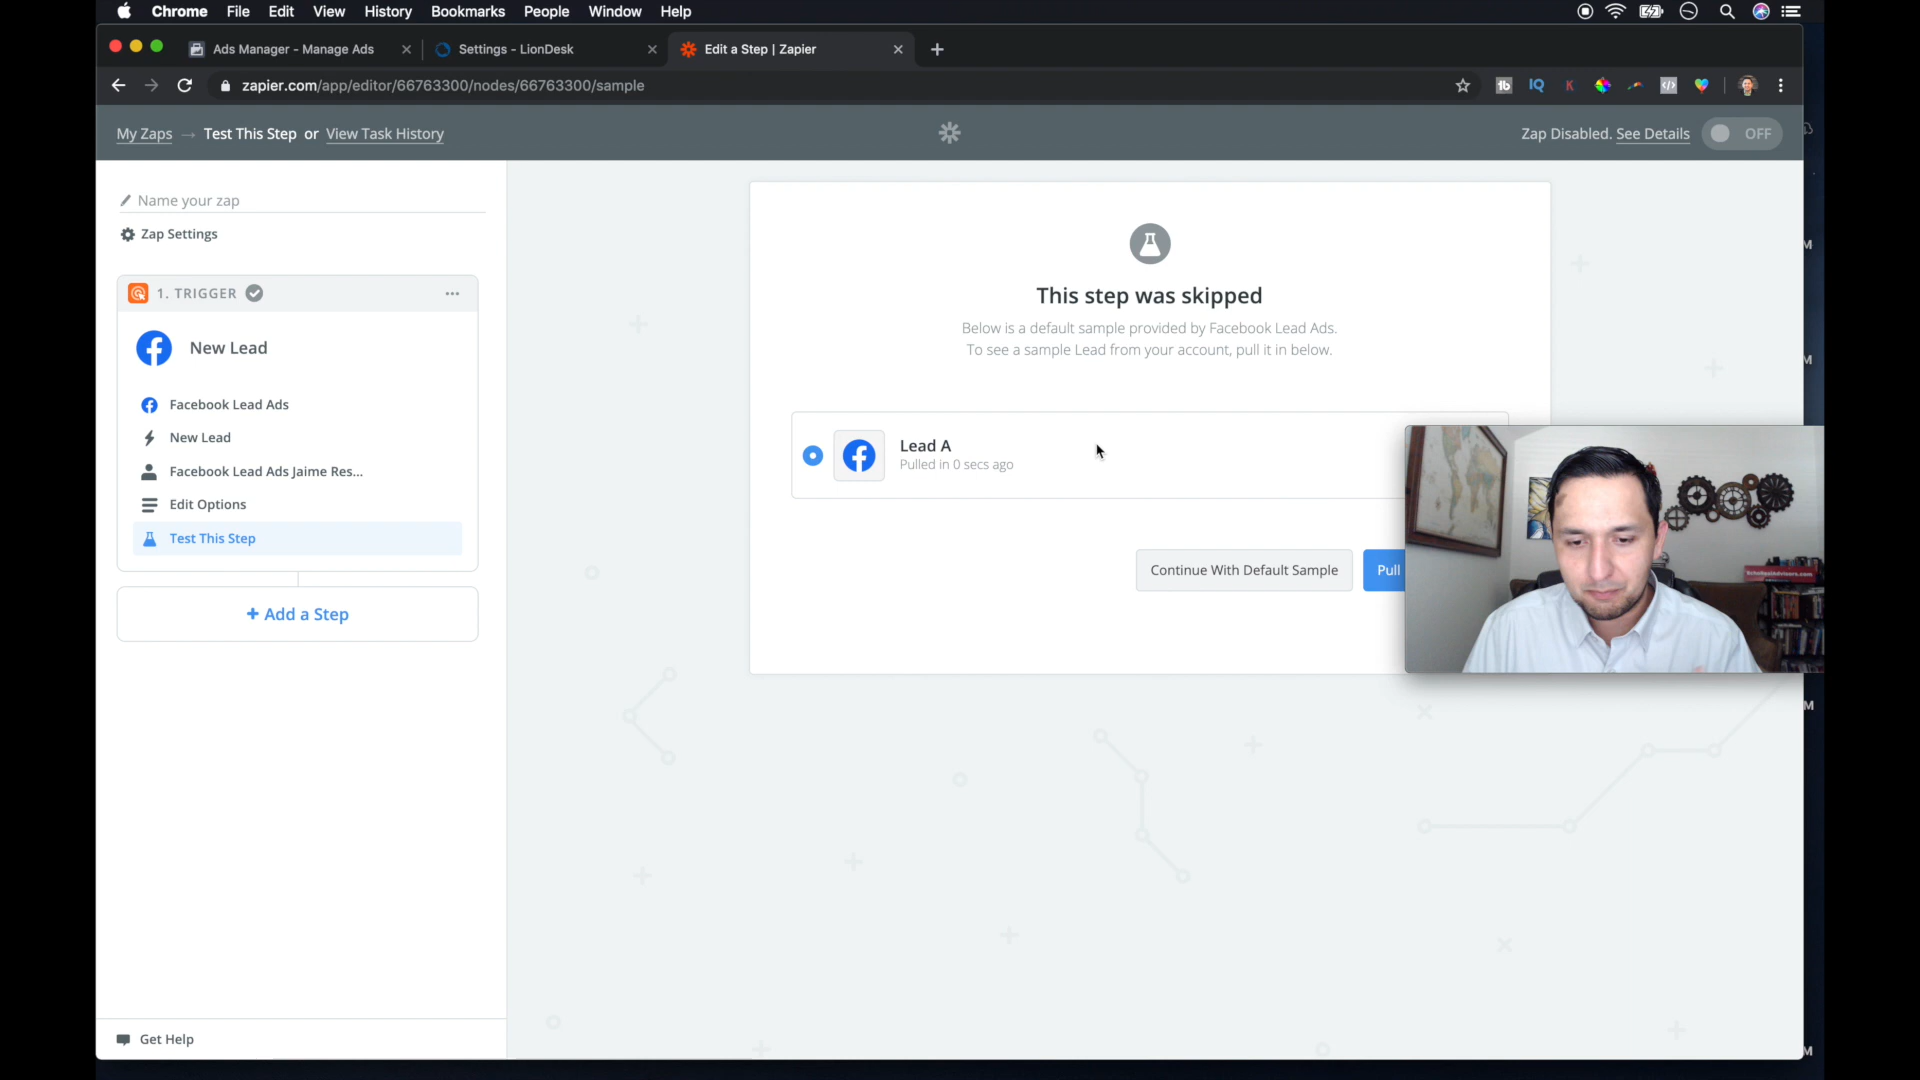 Chrome File Edit View History Bookmarks People Window Help
Ads Manager - Manage Ads
Settings - LionDesk
Edit a Step | Zapier
zapier.com/app/editor/66763300/nodes/66763300/sample
My Zaps → Test This Step or View Task History
Zap Disabled. See Details
OFF
Name your zap
Zap Settings
1. TRIGGER
New Lead
Facebook Lead Ads
New Lead
Facebook Lead Ads Jaime Res...
Edit Options
Test This Step
+ Add a Step
Get Help
This step was skipped
Below is a default sample provided by Facebook Lead Ads.
To see a sample Lead from your account, pull it in below.
Lead A
Pulled in 0 secs ago
Continue With Default Sample
Pull